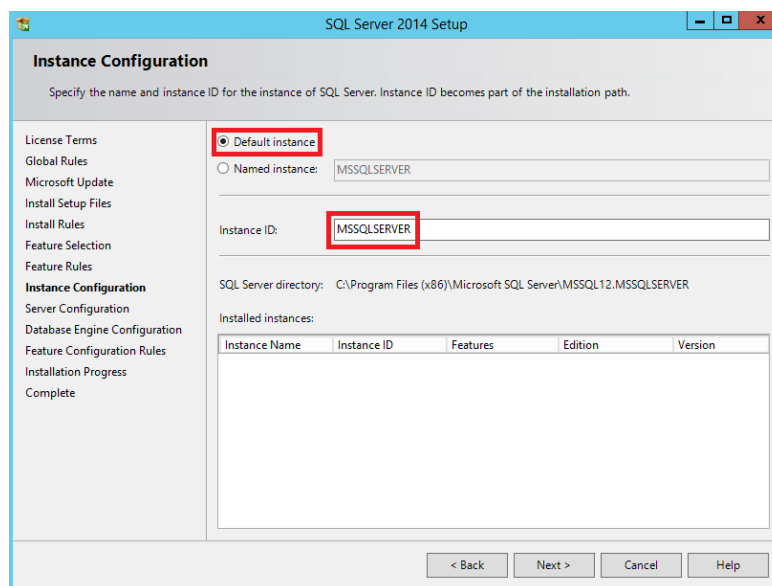 SQL Server 2014 Setup
Instance Configuration
Specify the name and instance ID for the instance of SQL Server. Instance ID becomes part of the installation path.
License Terms
Global Rules
Microsoft Update
Install Setup Files
Install Rules
Feature Selection
Feature Rules
Instance Configuration
Server Configuration
Database Engine Configuration
Feature Configuration Rules
Installation Progress
Complete
Default instance
Named instance: MSSQLSERVER
Instance ID: MSSQLSERVER
SQL Server directory: C:\Program Files (x86)\Microsoft SQL Server\MSSQL12.MSSQLSERVER
Installed instances:
Instance Name Instance ID Features Edition Version
< Back Next > Cancel Help